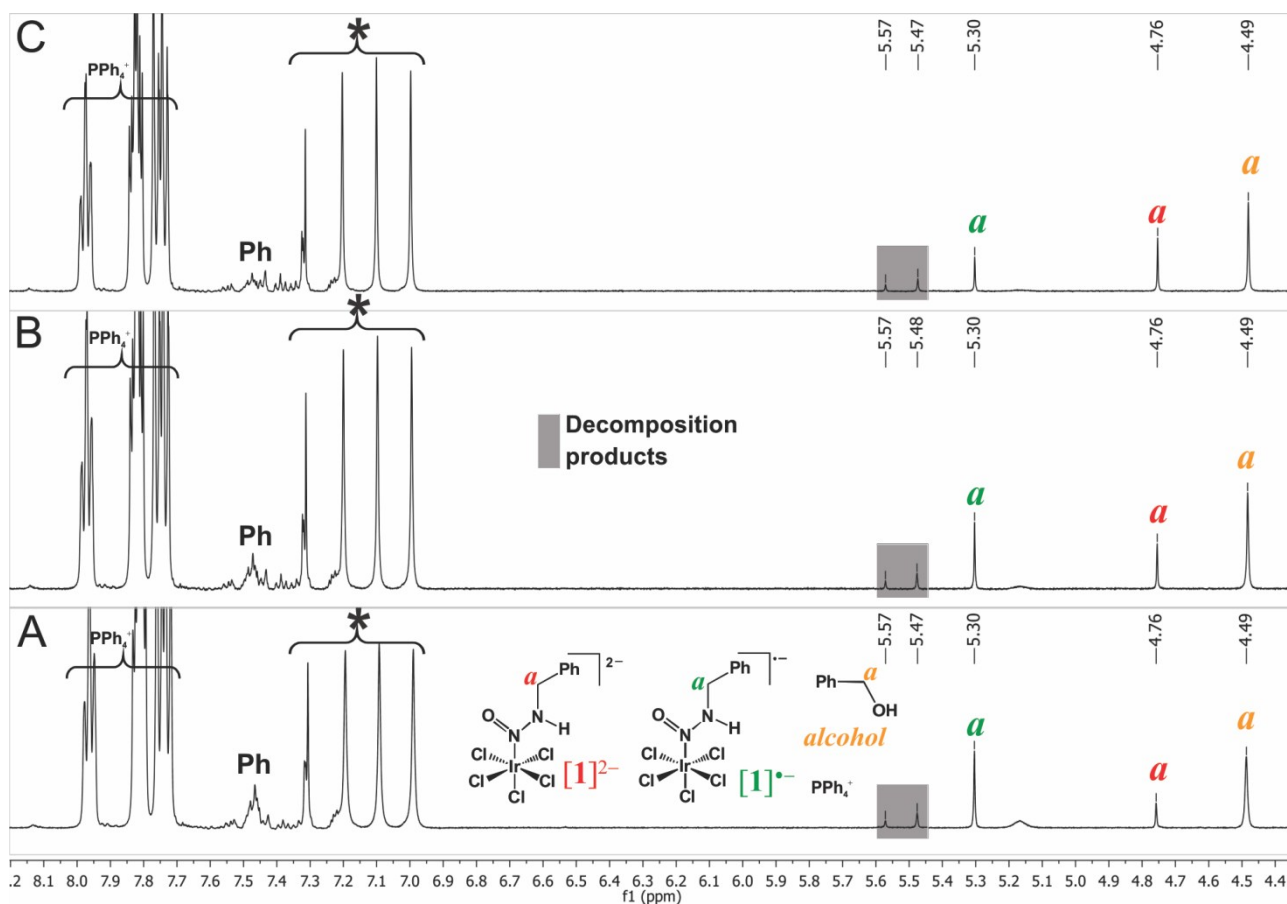 C
PPh4+
*
Ph
5.57
5.47
5.30
4.76
4.49
a
a
a
B
PPh4+
*
Ph
Decomposition
products
5.57
5.48
5.30
4.76
4.49
a
a
a
A
PPh4+
*
Ph
5.57
5.47
5.30
4.76
4.49
a
a
a
a
Ph
2−
O
N
N
H
Cl
Cl
Ir
Cl
Cl
Cl
[1]2−
a
Ph
•−
O
N
N
H
Cl
Cl
Ir
Cl
Cl
Cl
[1]•−
Ph
a
OH
alcohol
PPh4+
.2 8.1 8.0 7.9 7.8 7.7 7.6 7.5 7.4 7.3 7.2 7.1 7.0 6.9 6.8 6.7 6.6 6.5 6.4 6.3 6.2 6.1 6.0 5.9 5.8 5.7 5.6 5.5 5.4 5.3 5.2 5.1 5.0 4.9 4.8 4.7 4.6 4.5 4.4
f1 (ppm)